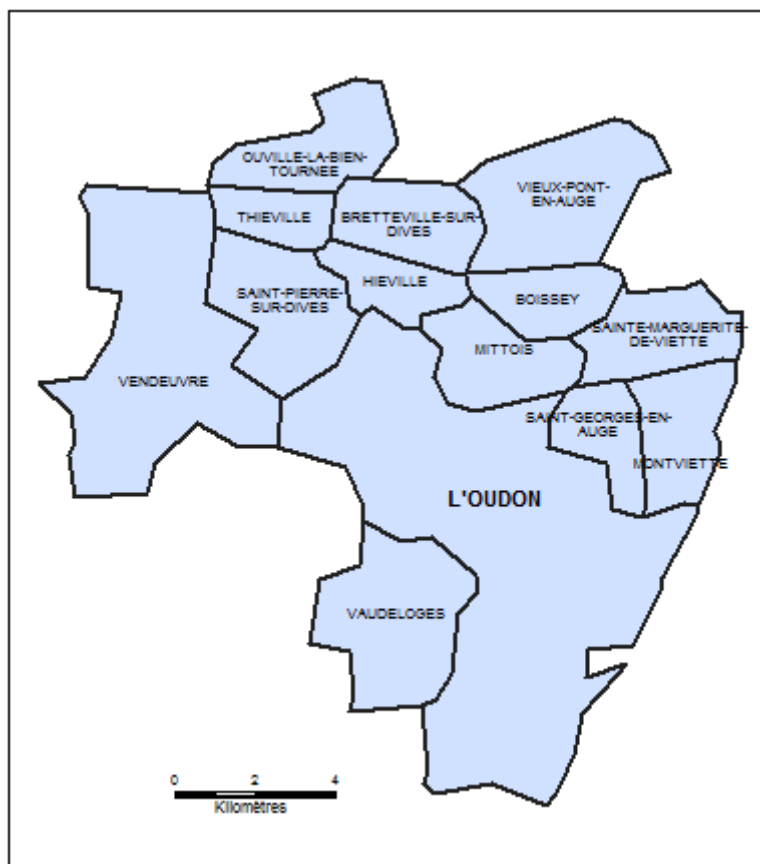 OUVILLE-LA-BIEN-
TOURNEE
VIEUX-PONT-
EN-AUGE
THIEVILLE
BRETTEVILLE-SUR-
DIVES
HIEVILLE
SAINT-PIERRE-
SUR-DIVES
BOISSEY
SAINTE-MARGUERITE-
DE-VIETTE
MITTOIS
VENDEUVRE
SAINT-GEORGES-EN-
AUGE
MONTVIETTE
L'OUDON
VAUDELOGES
0 2 4
Kilomètres